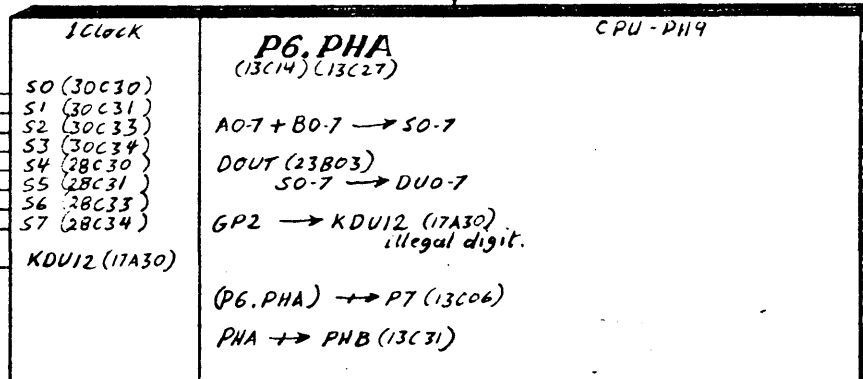 1Clock
S0 (30C30)
S1 (30C31)
S2 (30C33)
S3 (30C34)
S4 (28C30)
S5 (28C31)
S6 (28C33)
S7 (28C34)
KDU12 (17A30)
P6.PHA
(13C14) (13C27)
A0-7 + B0-7 → S0-7
DOUT (23B03)
S0-7 → DU0-7
GP2 → KDU12 (17A30)
illegal digit.
(P6.PHA) +→ P7 (13C06)
PHA +→ PHB (13C31)
CPU-PH9